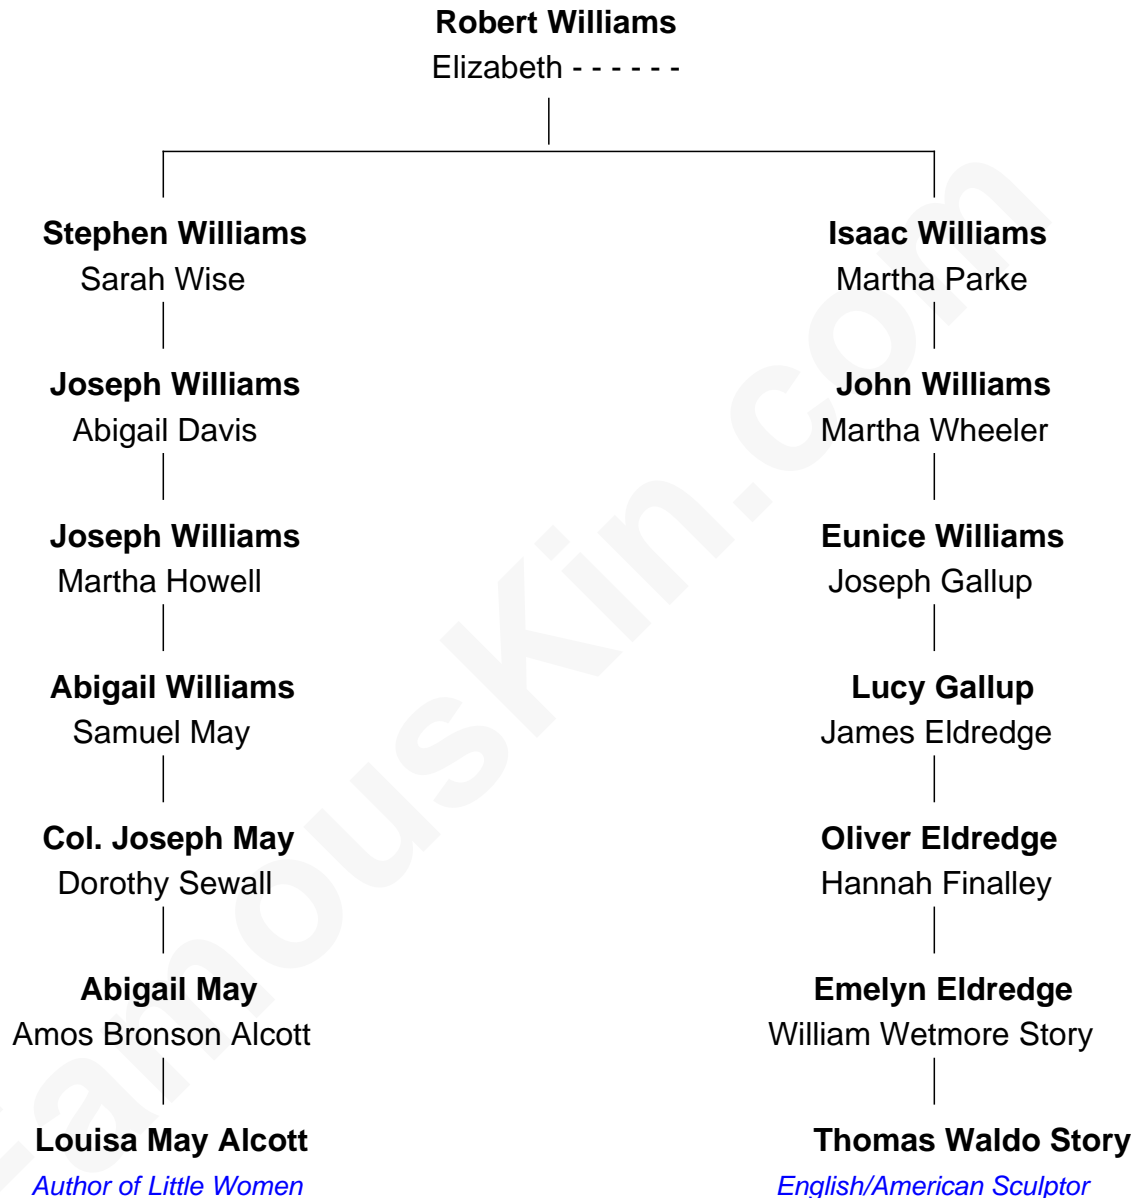 Robert Williams
Elizabeth - - - - - -
Stephen Williams
Sarah Wise
Isaac Williams
Martha Parke
Joseph Williams
Abigail Davis
John Williams
Martha Wheeler
Joseph Williams
Martha Howell
Eunice Williams
Joseph Gallup
Abigail Williams
Samuel May
Lucy Gallup
James Eldredge
Col. Joseph May
Dorothy Sewall
Oliver Eldredge
Hannah Finalley
Abigail May
Amos Bronson Alcott
Emelyn Eldredge
William Wetmore Story
Louisa May Alcott
Author of Little Women
Thomas Waldo Story
English/American Sculptor
FamousKin.com